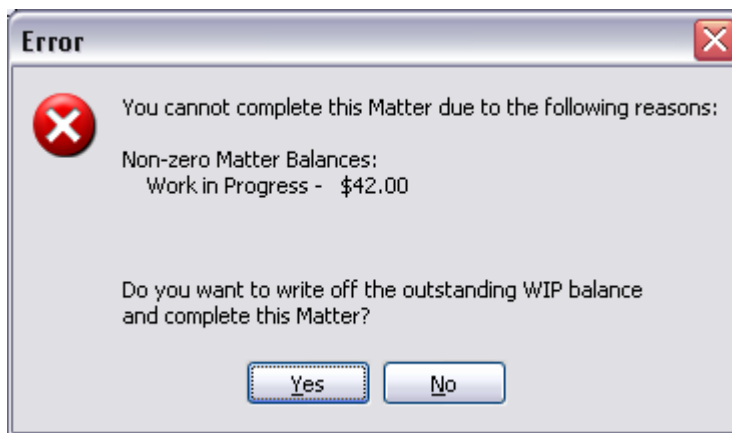 Error
You cannot complete this Matter due to the following reasons:
Non-zero Matter Balances:
Work in Progress -   $42.00
Do you want to write off the outstanding WIP balance
and complete this Matter?
Yes
No